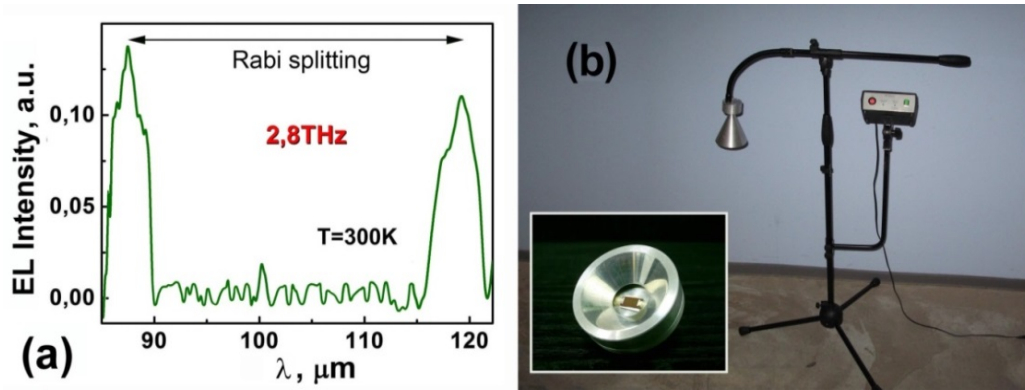 (a)
EL Intensity, a.u.
0,10
0,05
0,00
Rabi splitting
2,8THz
T=300K
90
100
110
120
λ, μm
(b)